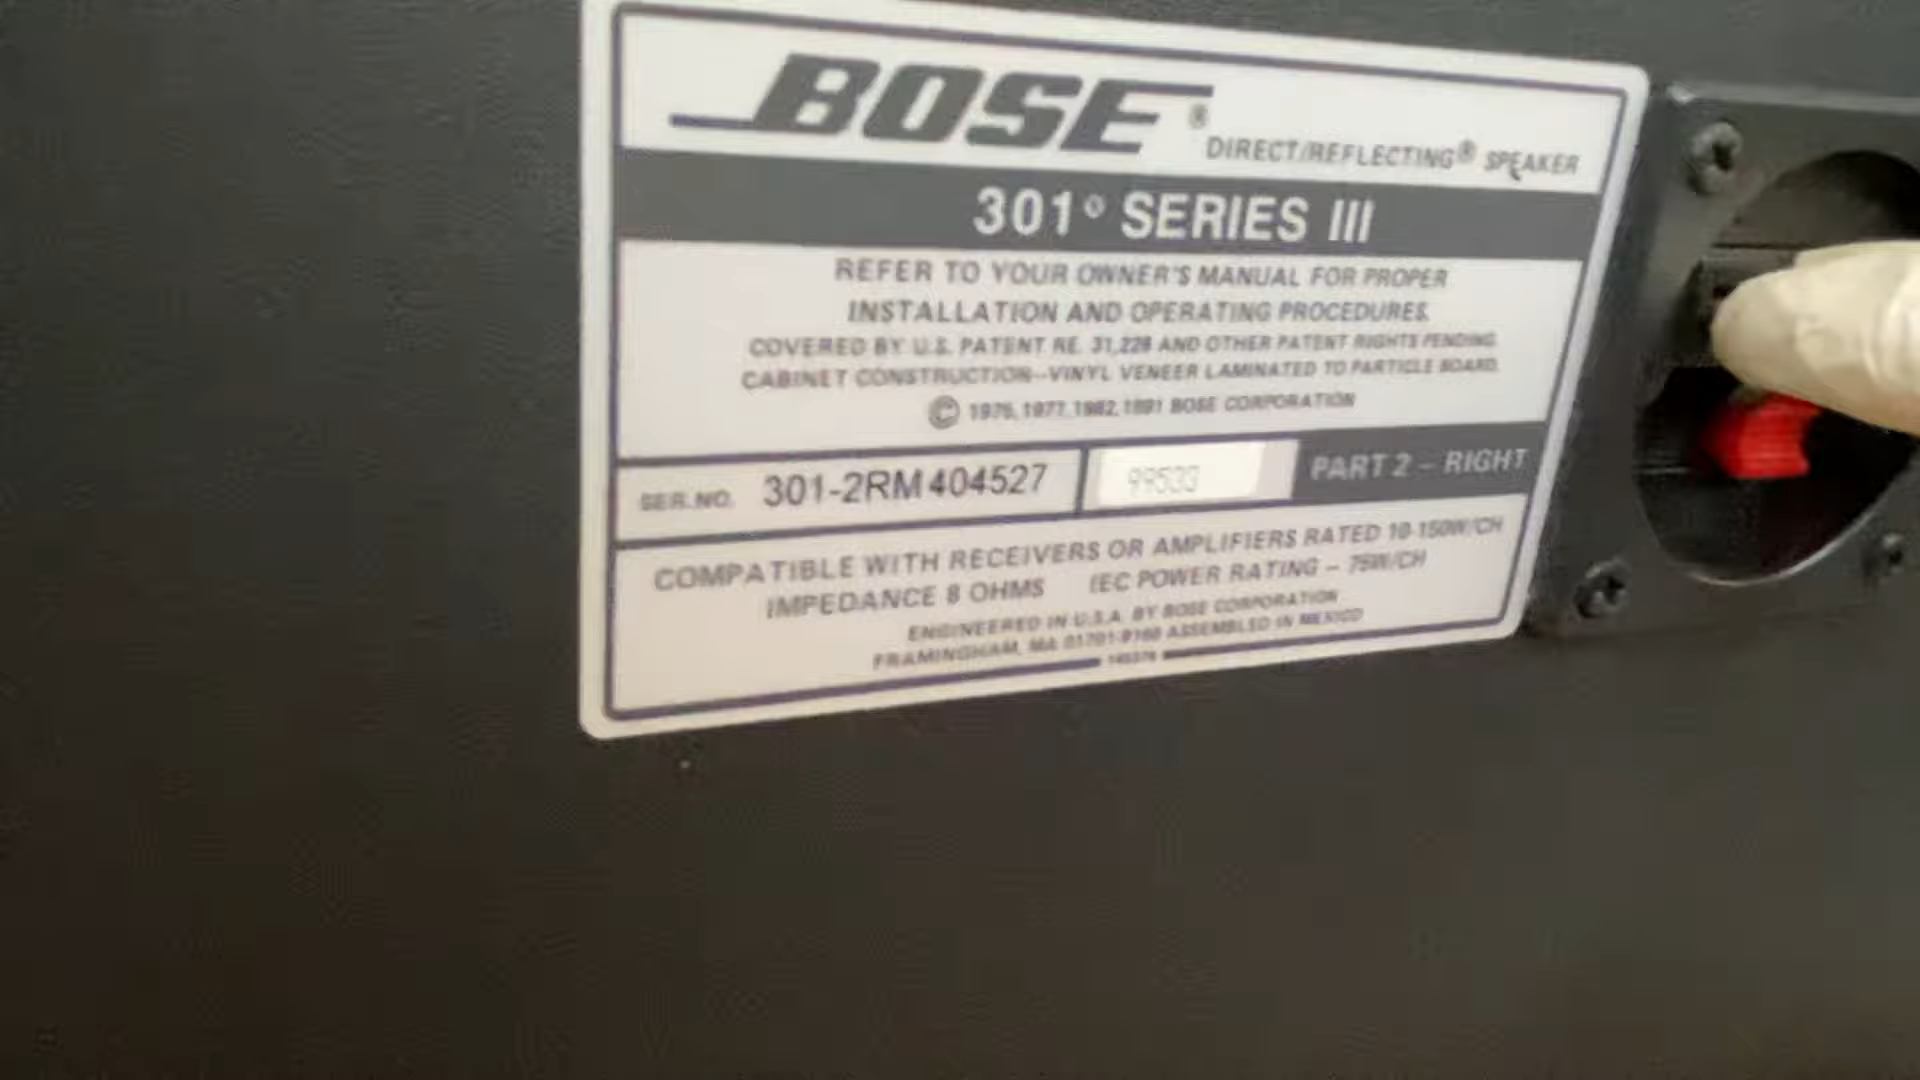 BOSE®
DIRECT/REFLECTING® SPEAKER
301® SERIES III
REFER TO YOUR OWNER'S MANUAL FOR PROPER
INSTALLATION AND OPERATING PROCEDURES.
COVERED BY U.S. PATENT RE. 31,228 AND OTHER PATENT RIGHTS PENDING.
CABINET CONSTRUCTION--VINYL VENEER LAMINATED TO PARTICLE BOARD.
© 1975, 1977, 1982, 1991 BOSE CORPORATION
SER. NO. 301-2RM 404527 99533 PART 2 - RIGHT
COMPATIBLE WITH RECEIVERS OR AMPLIFIERS RATED 10-150W/CH
IMPEDANCE 8 OHMS IEC POWER RATING - 75W/CH
ENGINEERED IN U.S.A. BY BOSE CORPORATION
FRAMINGHAM, MA 01701-9168 ASSEMBLED IN MEXICO